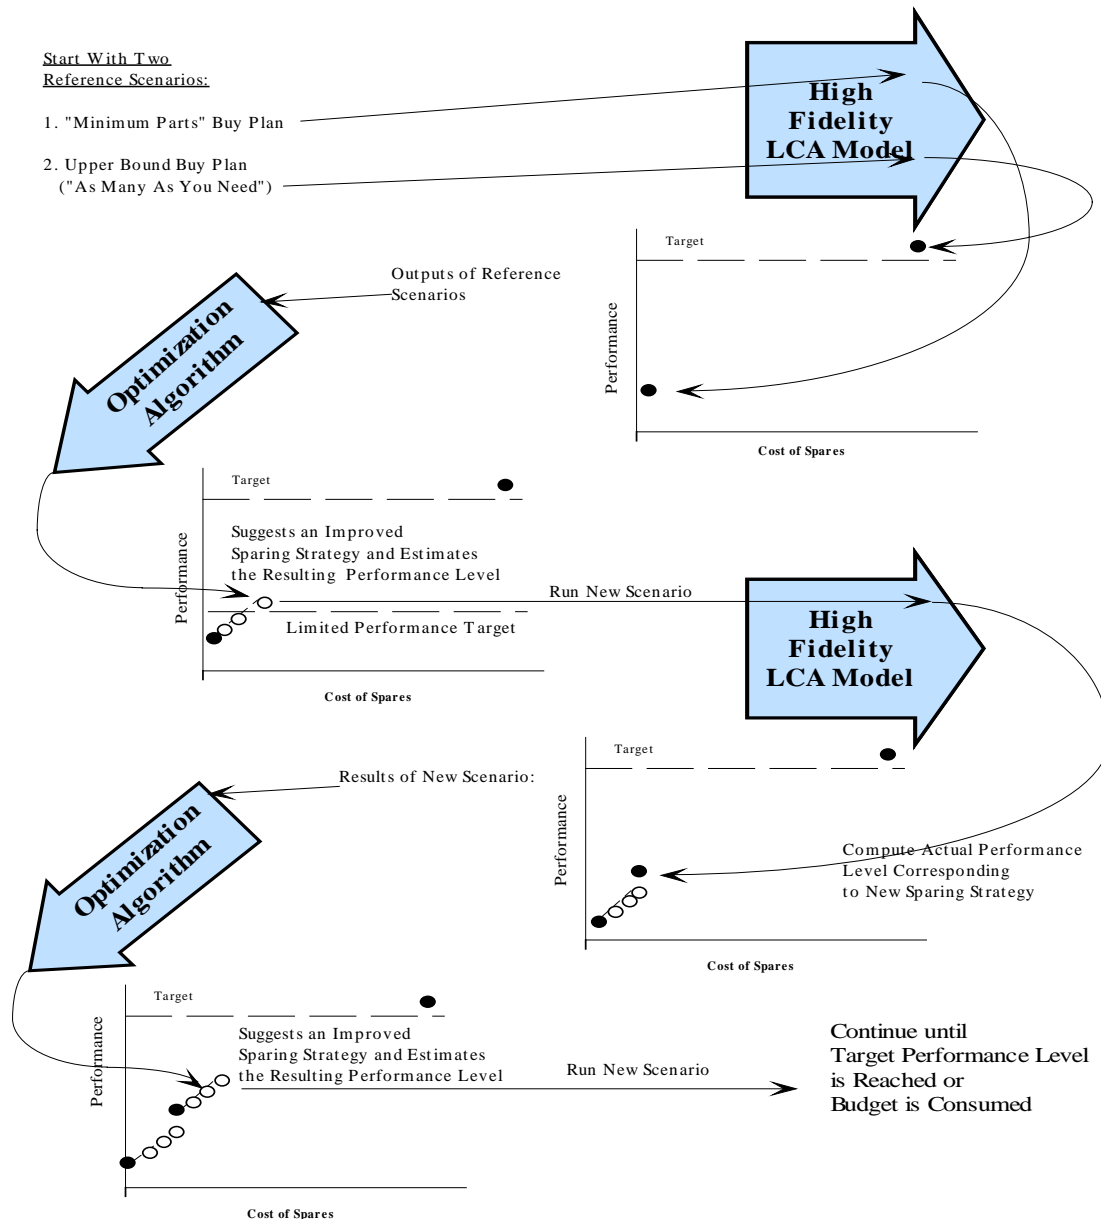 Start With Two
Reference Scenarios:
1. "Minimum Parts" Buy Plan
2. Upper Bound Buy Plan
("As Many As You Need")
High
Fidelity
LCA Model
Target
Performance
Cost of Spares
Outputs of Reference
Scenarios
Optimization
Algorithm
Target
Suggests an Improved
Sparing Strategy and Estimates
the Resulting Performance Level
Limited Performance Target
Performance
Cost of Spares
Run New Scenario
High
Fidelity
LCA Model
Target
Performance
Compute Actual Performance
Level Corresponding
to New Sparing Strategy
Cost of Spares
Results of New Scenario:
Optimization
Algorithm
Target
Suggests an Improved
Sparing Strategy and Estimates
the Resulting Performance Level
Performance
Cost of Spares
Run New Scenario
Continue until
Target Performance Level
is Reached or
Budget is Consumed